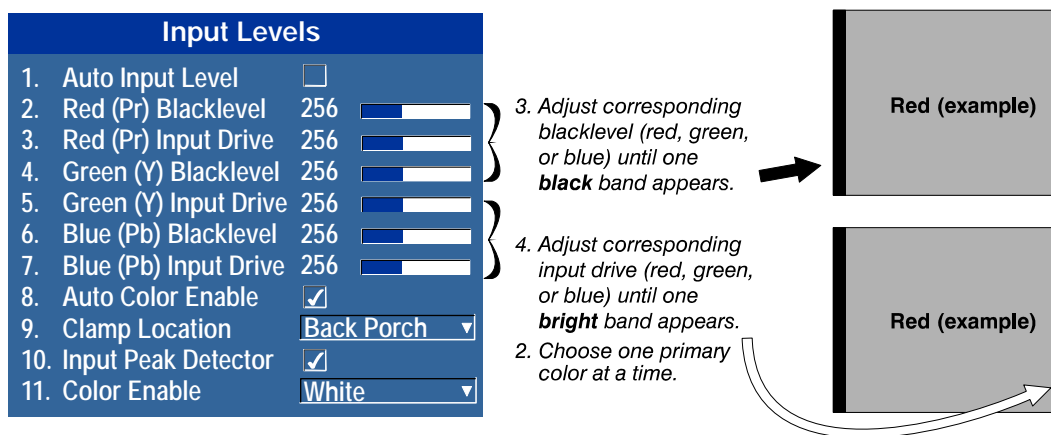 Input Levels
1. Auto Input Level
2. Red (Pr) Blacklevel 256
3. Red (Pr) Input Drive 256
4. Green (Y) Blacklevel 256
5. Green (Y) Input Drive 256
6. Blue (Pb) Blacklevel 256
7. Blue (Pb) Input Drive 256
8. Auto Color Enable
9. Clamp Location Back Porch
10. Input Peak Detector
11. Color Enable White
3. Adjust corresponding
blacklevel (red, green,
or blue) until one
black band appears.
4. Adjust corresponding
input drive (red, green,
or blue) until one
bright band appears.
2. Choose one primary
color at a time.
Red (example)
Red (example)